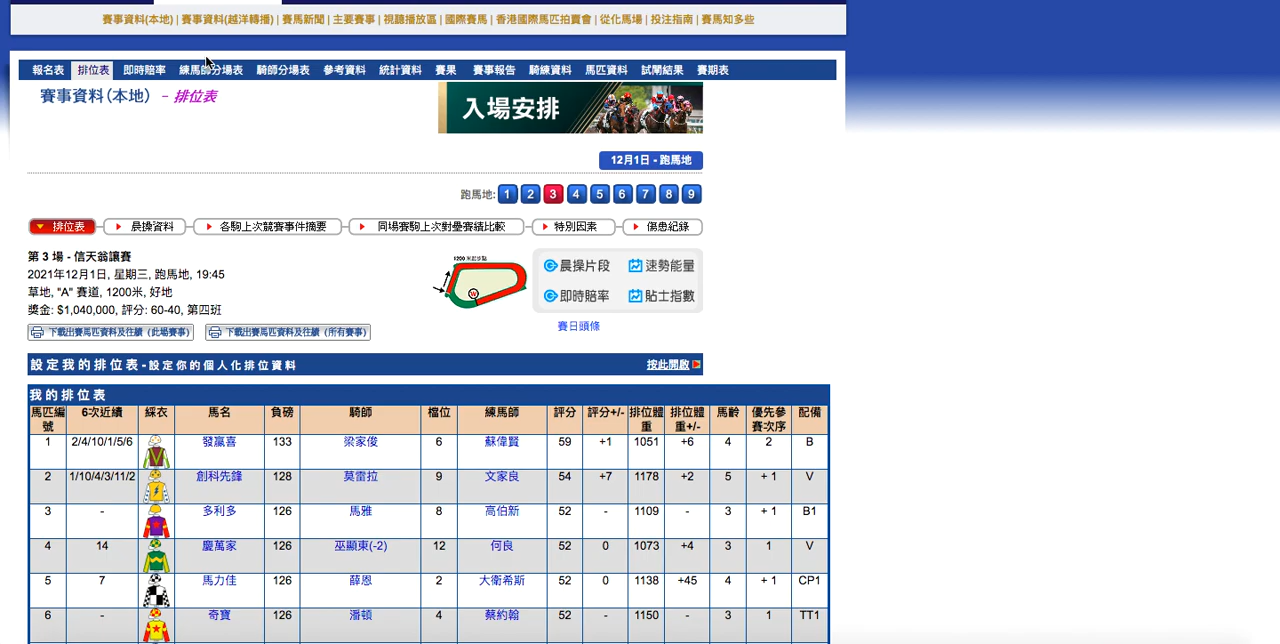 賽事資料(本地) | 賽事資料(越洋轉播) | 賽馬新聞 | 主要賽事 | 視聽播放區 | 國際賽馬 | 香港國際馬匹拍賣會 | 從化馬場 | 投注指南 | 賽馬知多些
報名表 排位表 即時賠率 練馬師分場表 騎師分場表 參考資料 統計資料 賽果 賽事報告 騎練資料 馬匹資料 試閘結果 賽期表
賽事資料(本地) - 排位表
入場安排
12月1日 - 跑馬地
跑馬地: 1 2 3 4 5 6 7 8 9
排位表 晨操資料 各駒上次競賽事件摘要 同場賽駒上次對壘賽績比較 特別因素 傷患紀錄
第 3 場 - 信天翁讓賽
2021年12月1日, 星期三, 跑馬地, 19:45
草地, "A" 賽道, 1200米, 好地
獎金: $1,040,000, 評分: 60-40, 第四班
1200 米起步點
晨操片段 速勢能量
即時賠率 貼士指數
賽日頭條
下載出賽馬匹資料及往績 (此場賽事) 下載出賽馬匹資料及往績 (所有賽事)
設定我的排位表 - 設定你的個人化排位資料 按此開啟
我的排位表
馬匹編號 6次近績 綵衣 馬名 負磅 騎師 檔位 練馬師 評分 評分+/- 排位體重 排位體重+/- 馬齡 優先參賽次序 配備
1 2/4/10/1/5/6 發贏喜 133 梁家俊 6 蘇偉賢 59 +1 1051 +6 4 2 B
2 1/10/4/3/11/2 創科先鋒 128 莫雷拉 9 文家良 54 +7 1178 +2 5 + 1 V
3 - 多利多 126 馬雅 8 高伯新 52 - 1109 - 3 + 1 B1
4 14 慶萬家 126 巫顯東(-2) 12 何良 52 0 1073 +4 3 1 V
5 7 馬力佳 126 薛恩 2 大衛希斯 52 0 1138 +45 4 + 1 CP1
6 - 奇寶 126 潘頓 4 蔡約翰 52 - 1150 - 3 1 TT1